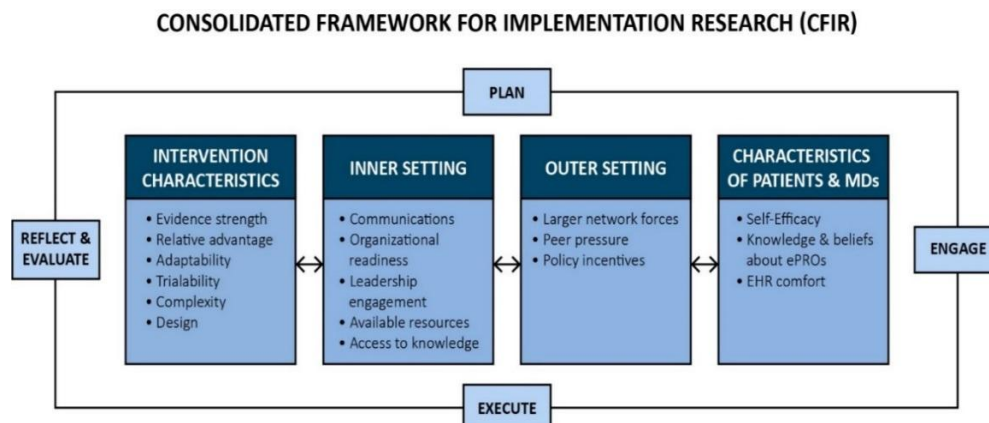 CONSOLIDATED FRAMEWORK FOR IMPLEMENTATION RESEARCH (CFIR)
PLAN
INTERVENTION
CHARACTERISTICS
• Evidence strength
• Relative advantage
• Adaptability
• Trialability
• Complexity
• Design
INNER SETTING
• Communications
• Organizational
readiness
• Leadership
engagement
• Available resources
• Access to knowledge
OUTER SETTING
• Larger network forces
• Peer pressure
• Policy incentives
CHARACTERISTICS
OF PATIENTS & MDs
• Self-Efficacy
• Knowledge & beliefs
about ePROs
• EHR comfort
REFLECT &
EVALUATE
ENGAGE
EXECUTE